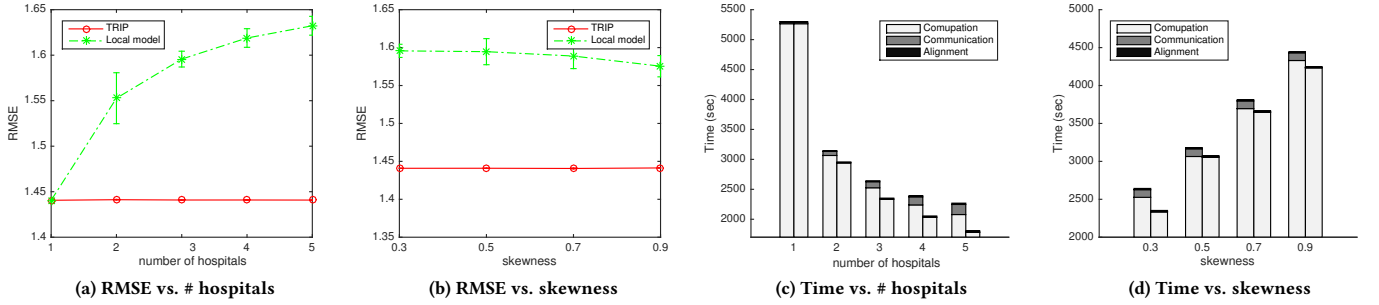 1.65
1.6
1.55
1.5
1.45
1.4
RMSE
TRIP
Local model
1 2 3 4 5
number of hospitals
(a) RMSE vs. # hospitals
1.65
1.6
1.55
1.5
1.45
1.4
1.35
RMSE
TRIP
Local model
0.3 0.5 0.7 0.9
skewness
(b) RMSE vs. skewness
5500
5000
4500
4000
3500
3000
2500
2000
Time (sec)
Comupation
Communication
Alignment
1 2 3 4 5
number of hospitals
(c) Time vs. # hospitals
5000
4500
4000
3500
3000
2500
2000
Time (sec)
Comupation
Communication
Alignment
0.3 0.5 0.7 0.9
skewness
(d) Time vs. skewness